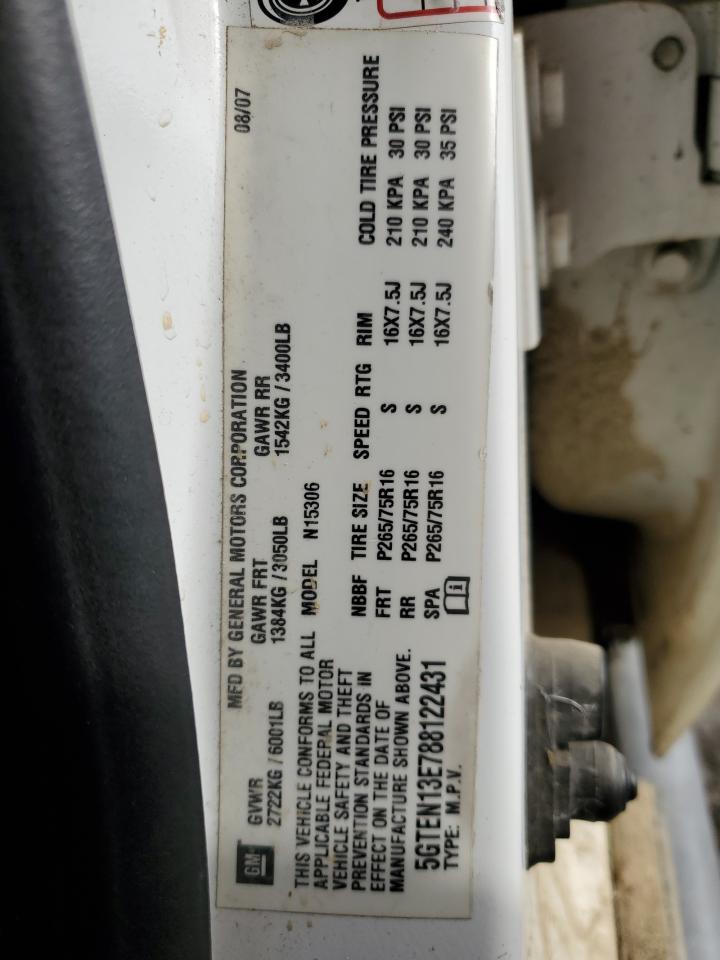 08/07
MFD BY GENERAL MOTORS CORPORATION
GM
GVWR GAWR FRT GAWR RR
2722KG / 6001LB 1384KG / 3050LB 1542KG / 3400LB
THIS VEHICLE CONFORMS TO ALL
APPLICABLE FEDERAL MOTOR
VEHICLE SAFETY AND THEFT
PREVENTION STANDARDS IN
EFFECT ON THE DATE OF
MANUFACTURE SHOWN ABOVE.
5GTEN13E788122431
TYPE: M.P.V.
MODEL N15306
NBBF TIRE SIZE SPEED RTG RIM COLD TIRE PRESSURE
FRT P265/75R16 S 16X7.5J 210 KPA 30 PSI
RR P265/75R16 S 16X7.5J 210 KPA 30 PSI
SPA P265/75R16 S 16X7.5J 240 KPA 35 PSI